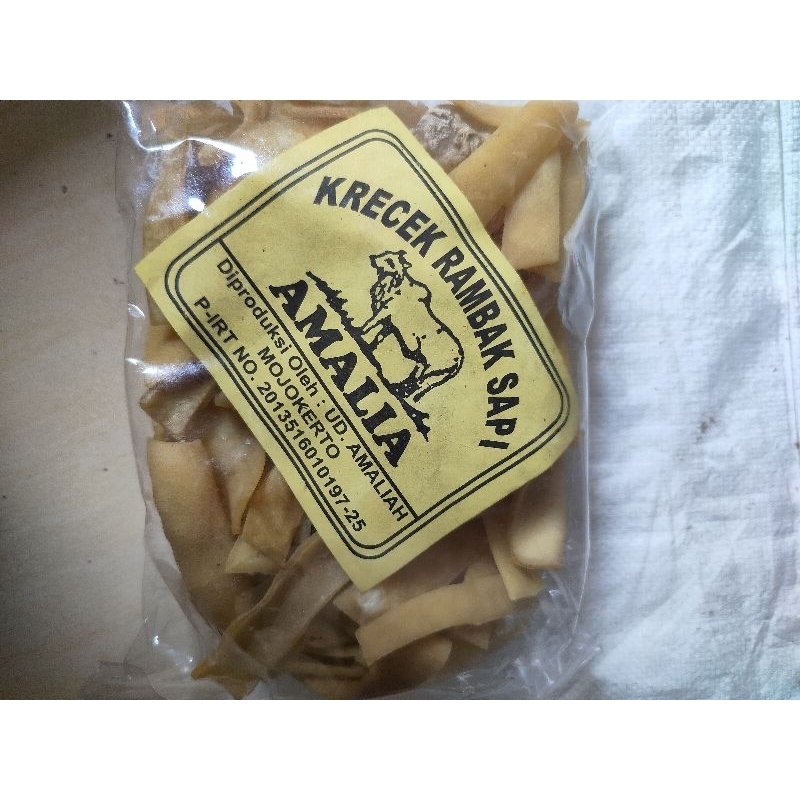 KRECEK RAMBAK SAPI
AMALIA
Diproduksi Oleh : UD. AMALIAH
MOJOKERTO
P-IRT NO. 2013516010197-25